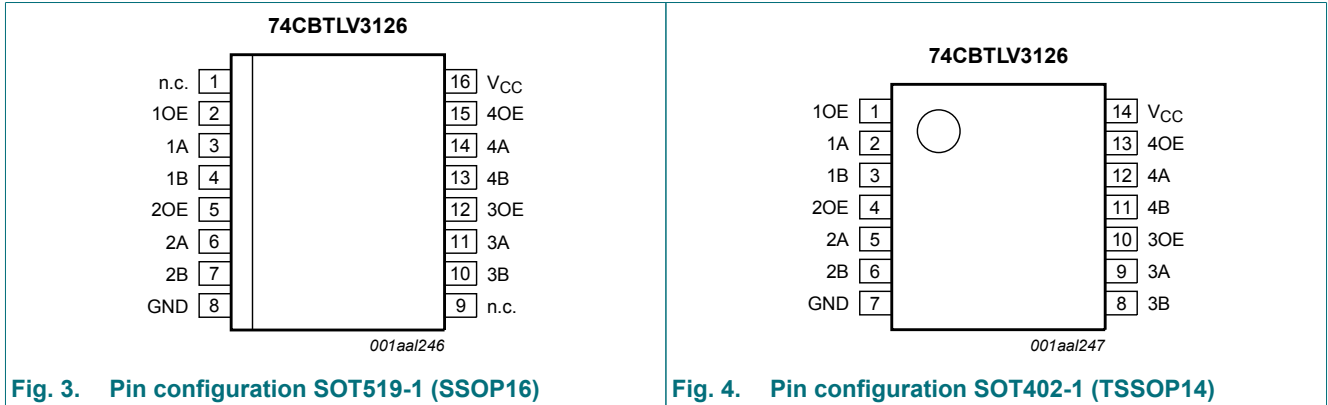 74CBTLV3126
n.c. 1 16 VCC
1OE 2 15 4OE
1A 3 14 4A
1B 4 13 4B
2OE 5 12 3OE
2A 6 11 3A
2B 7 10 3B
GND 8 9 n.c.
001aal246
Fig. 3. Pin configuration SOT519-1 (SSOP16)
74CBTLV3126
1OE 1 14 VCC
1A 2 13 4OE
1B 3 12 4A
2OE 4 11 4B
2A 5 10 3OE
2B 6 9 3A
GND 7 8 3B
001aal247
Fig. 4. Pin configuration SOT402-1 (TSSOP14)